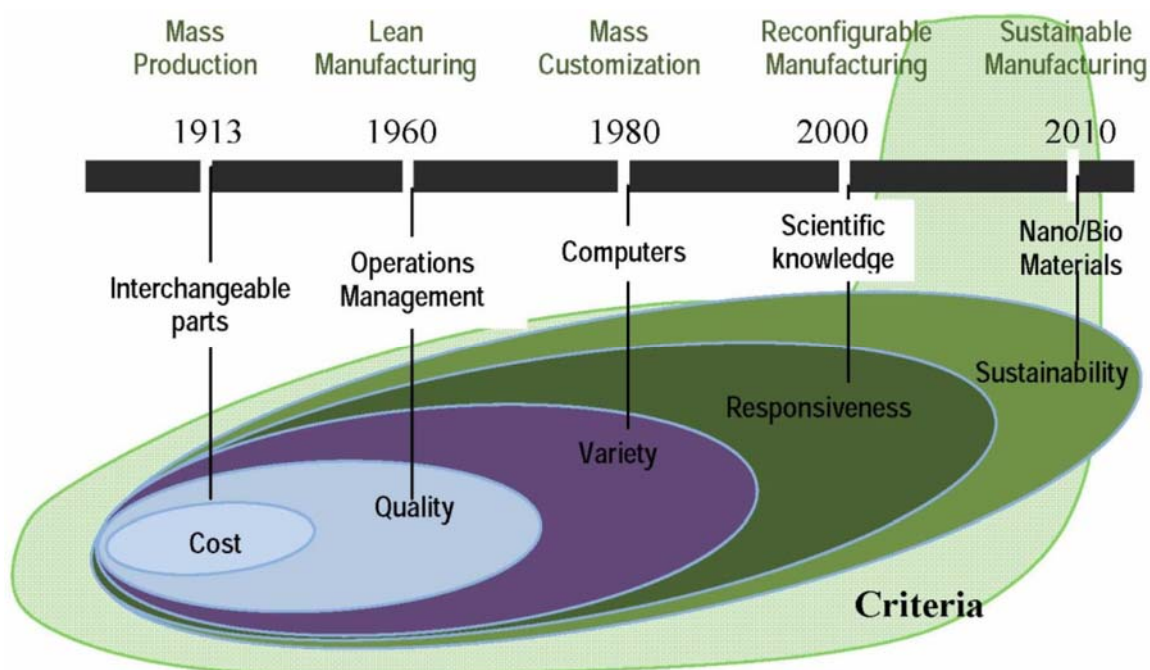 Mass
Production
Lean
Manufacturing
Mass
Customization
Reconfigurable
Manufacturing
Sustainable
Manufacturing
1913
1960
1980
2000
2010
Interchangeable
parts
Operations
Management
Computers
Scientific
knowledge
Nano/Bio
Materials
Cost
Quality
Variety
Responsiveness
Sustainability
Criteria